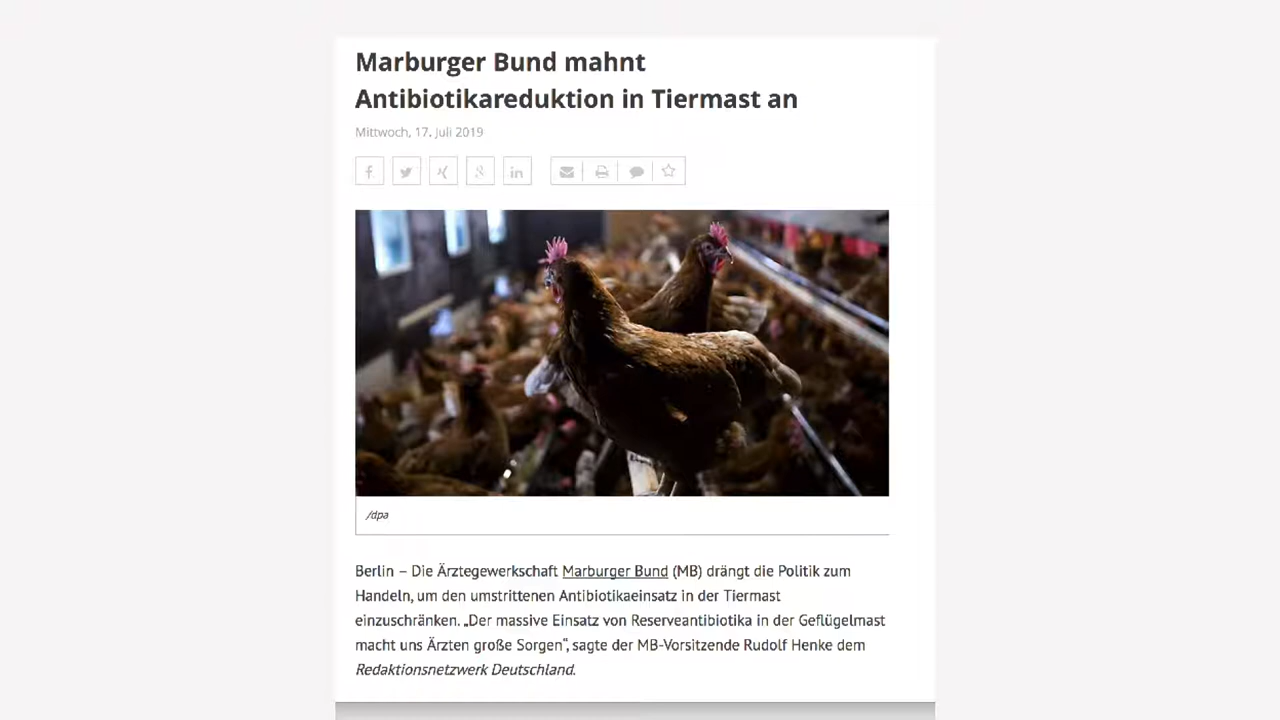 Marburger Bund mahnt
Antibiotikareduktion in Tiermast an
Mittwoch, 17. Juli 2019
/dpa
Berlin – Die Ärztegewerkschaft Marburger Bund (MB) drängt die Politik zum
Handeln, um den umstrittenen Antibiotikaeinsatz in der Tiermast
einzuschränken. „Der massive Einsatz von Reserveantibiotika in der Geflügelmast
macht uns Ärzten große Sorgen“, sagte der MB-Vorsitzende Rudolf Henke dem
Redaktionsnetzwerk Deutschland.